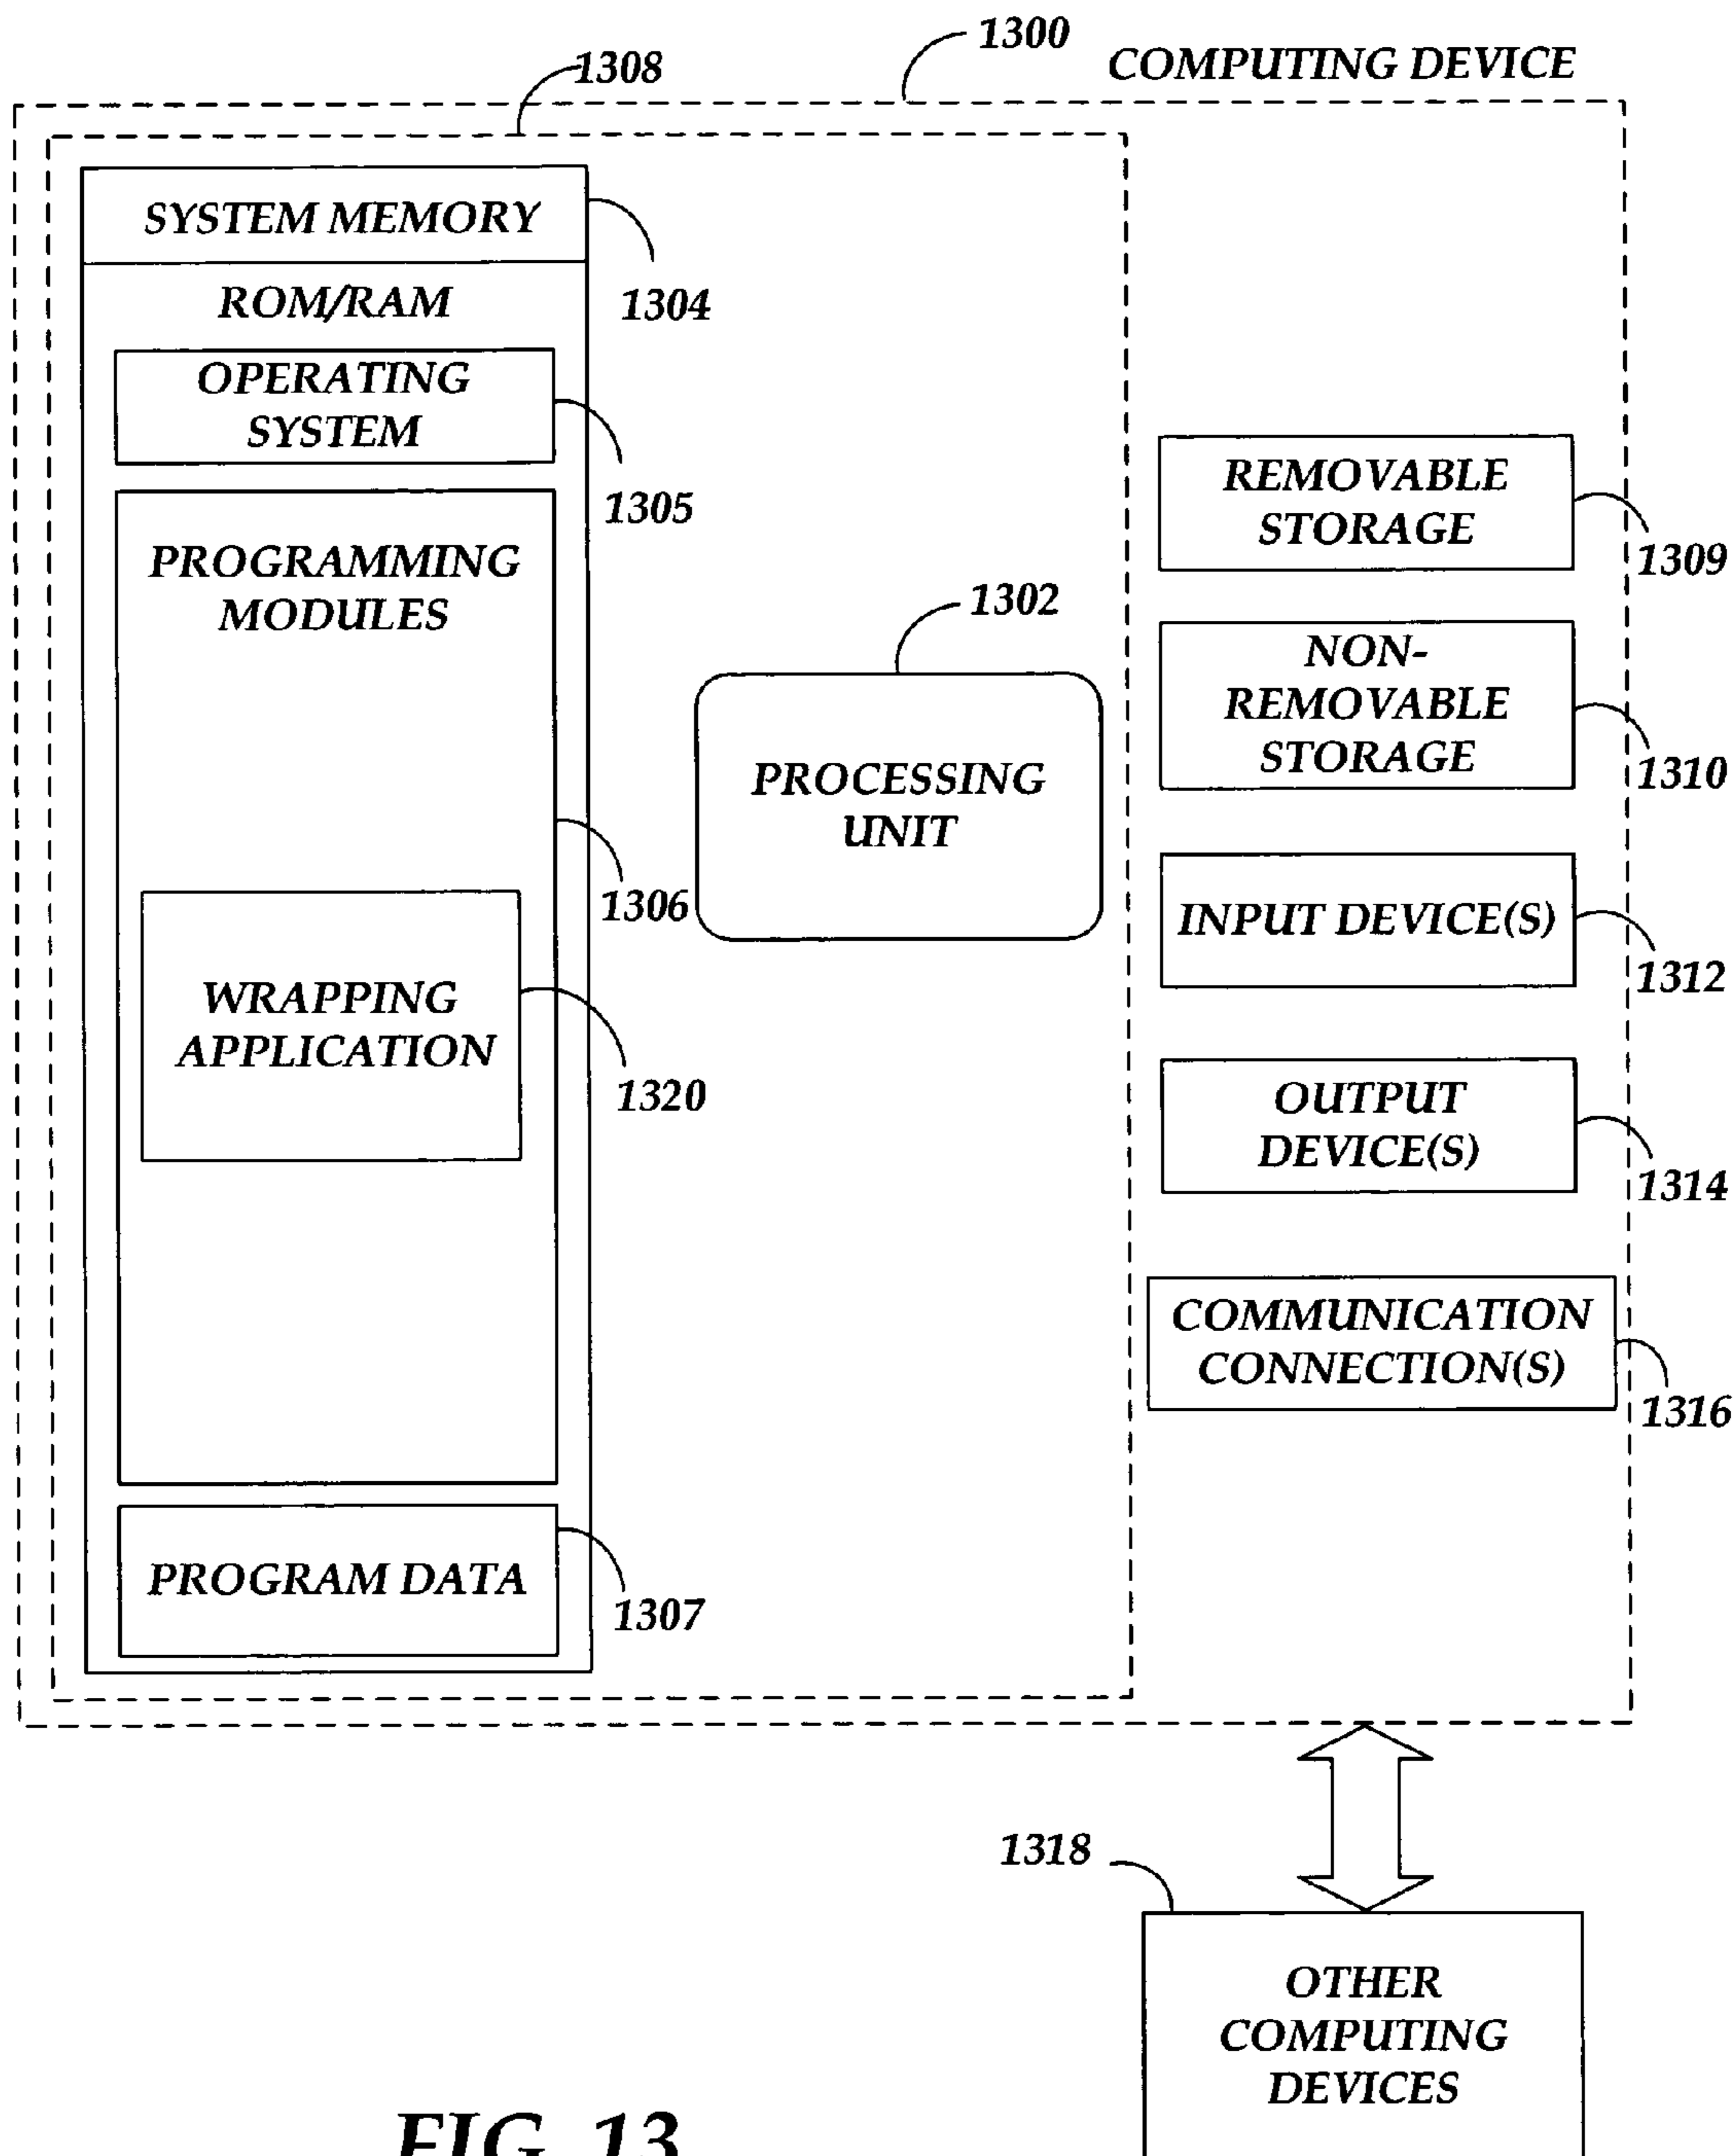 1300
COMPUTING DEVICE
1308
SYSTEM MEMORY
1304
ROM/RAM
OPERATING
SYSTEM
1305
PROGRAMMING
MODULES
1306
WRAPPING
APPLICATION
1320
PROGRAM DATA
1307
1302
PROCESSING
UNIT
REMOVABLE
STORAGE
1309
NON-
REMOVABLE
STORAGE
1310
INPUT DEVICE(S)
1312
OUTPUT
DEVICE(S)
1314
COMMUNICATION
CONNECTION(S)
1316
1318
OTHER
COMPUTING
DEVICES
FIG. 13